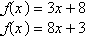 f(x) = 3x + 8
f(x) = 8x + 3